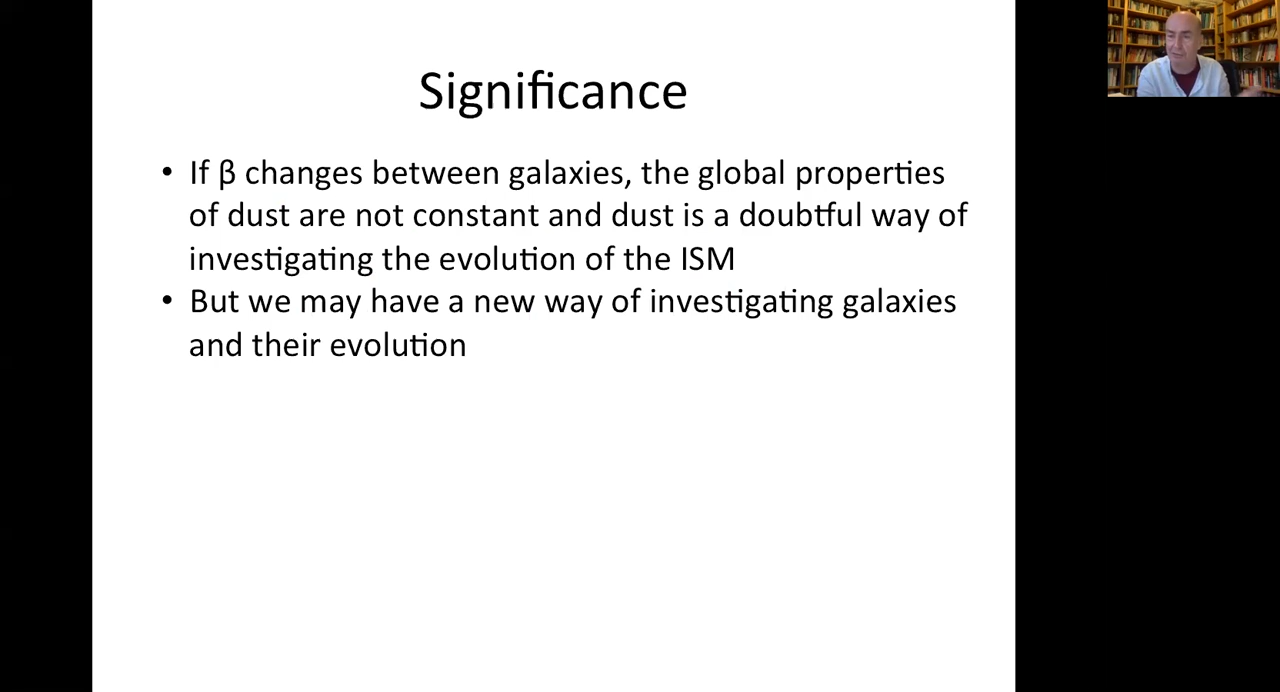 Significance
• If β changes between galaxies, the global properties
of dust are not constant and dust is a doubtful way of
investigating the evolution of the ISM
• But we may have a new way of investigating galaxies
and their evolution